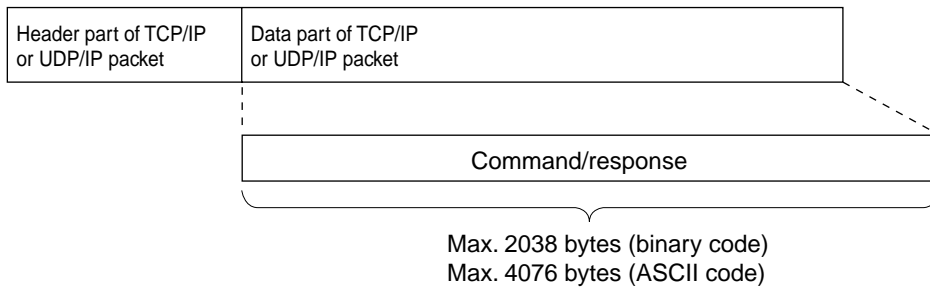 Header part of TCP/IP
or UDP/IP packet
Data part of TCP/IP
or UDP/IP packet
Command/response
Max. 2038 bytes (binary code)
Max. 4076 bytes (ASCII code)